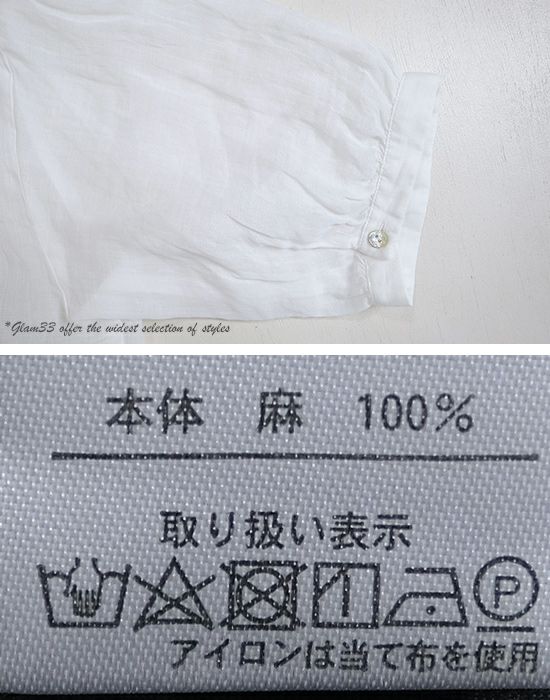 *Glam33 offer the widest selection of styles
本体 麻 100%
取り扱い表示
P
アイロンは当て布を使用